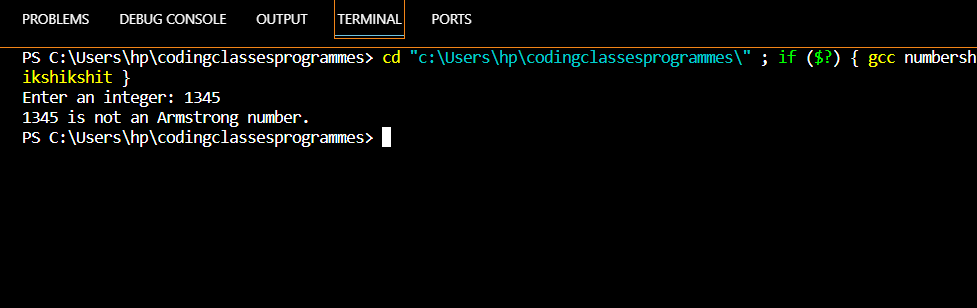 PROBLEMS DEBUG CONSOLE OUTPUT TERMINAL PORTS
PS C:\Users\hp\codingclassesprogrammes> cd "c:\Users\hp\codingclassesprogrammes\" ; if ($?) { gcc numbersh
ikshikshit }
Enter an integer: 1345
1345 is not an Armstrong number.
PS C:\Users\hp\codingclassesprogrammes>